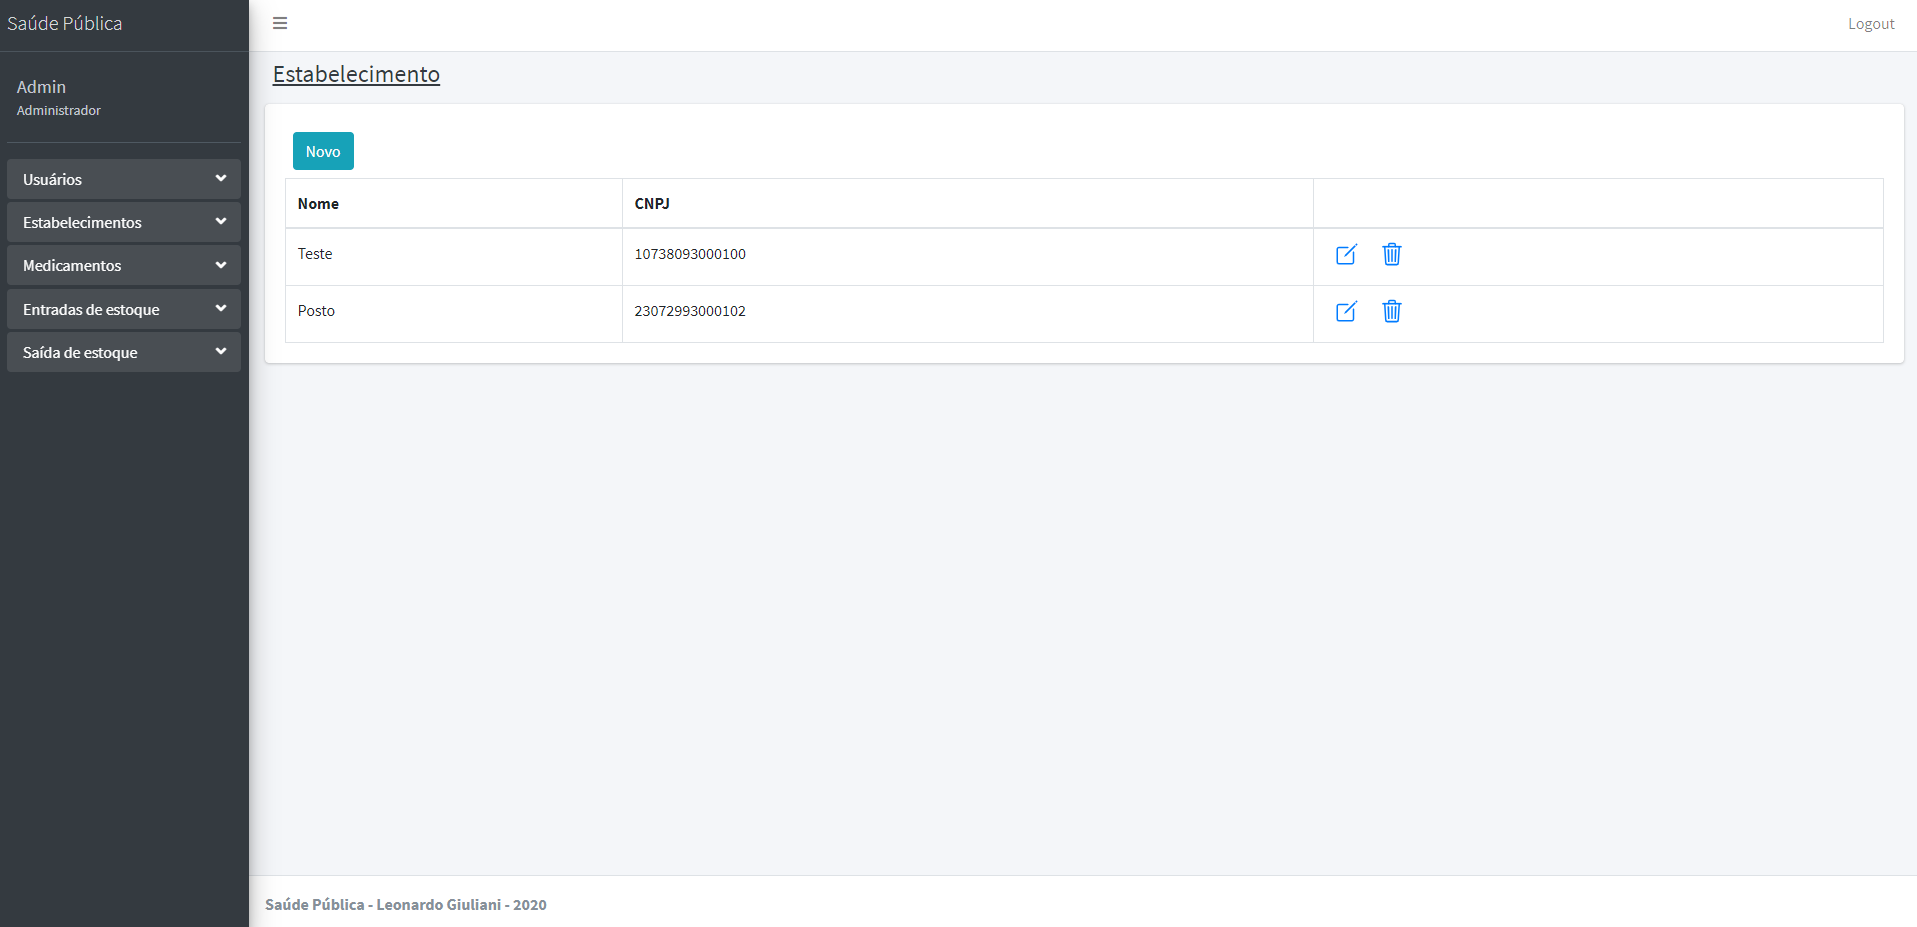 Saúde Pública
Logout
Admin
Administrador
Usuários
Estabelecimentos
Medicamentos
Entradas de estoque
Saída de estoque
Estabelecimento
Novo
Nome CNPJ
Teste 10738093000100
Posto 23072993000102
Saúde Pública - Leonardo Giuliani - 2020